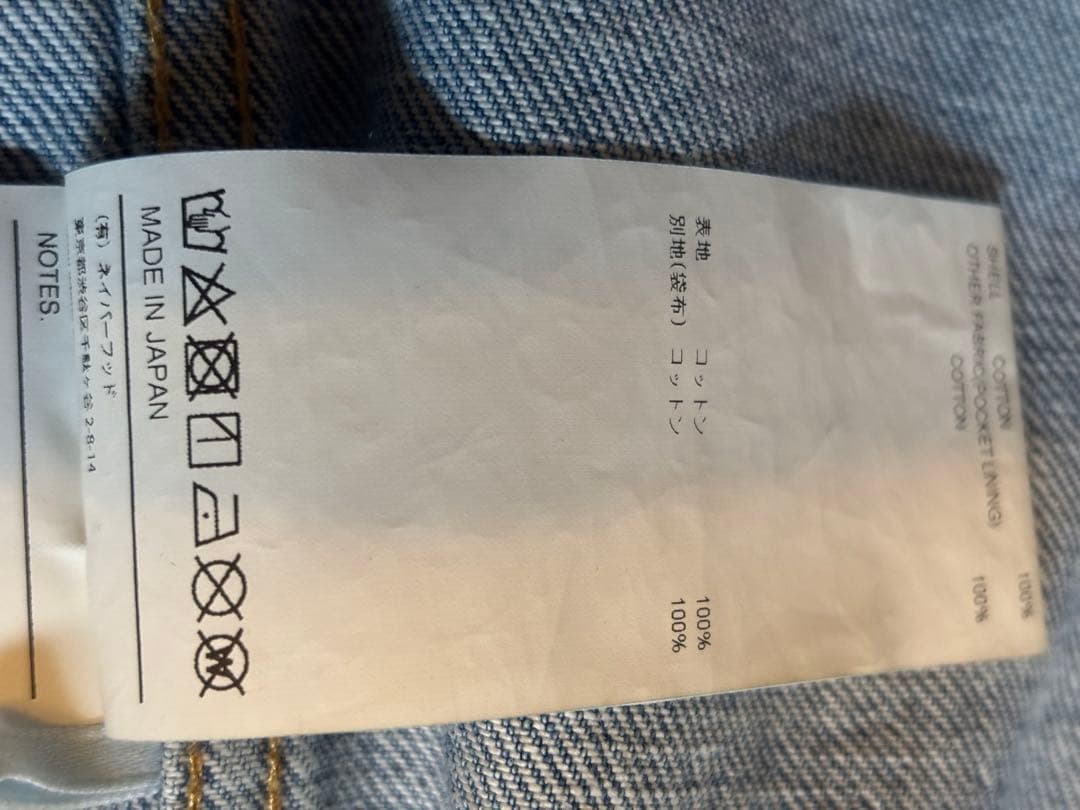 SHELL
COTTON 100%
OTHER FABRIC(POCKET LINING)
COTTON 100%
表地 コットン 100%
別地(袋布) コットン 100%
MADE IN JAPAN
(有) ネイバーフッド
東京都渋谷区千駄ヶ谷 2-8-14
NOTES.